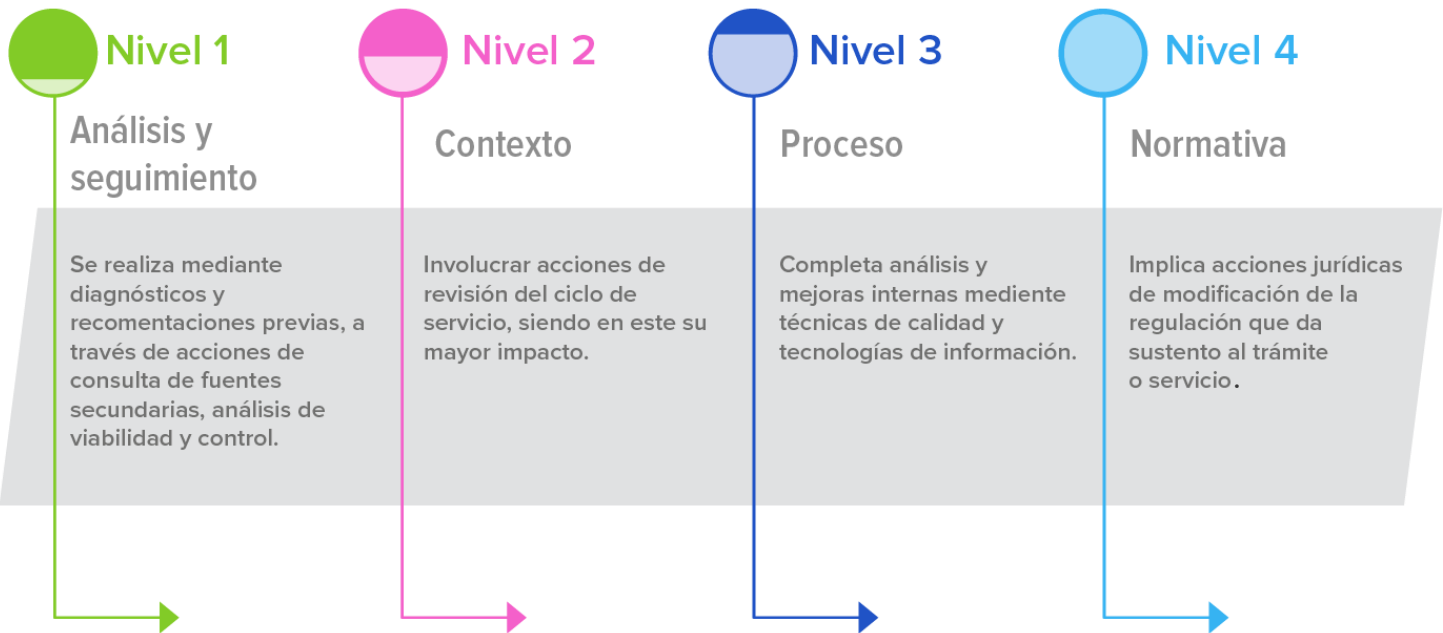 Nivel 1
Análisis y
seguimiento
Se realiza mediante
diagnósticos y
recomentaciones previas, a
través de acciones de
consulta de fuentes
secundarias, análisis de
viabilidad y control.
Nivel 2
Contexto
Involucrar acciones de
revisión del ciclo de
servicio, siendo en este su
mayor impacto.
Nivel 3
Proceso
Completa análisis y
mejoras internas mediente
técnicas de calidad y
tecnologías de información.
Nivel 4
Normativa
Implica acciones jurídicas
de modificación de la
regulación que da
sustento al trámite
o servicio.